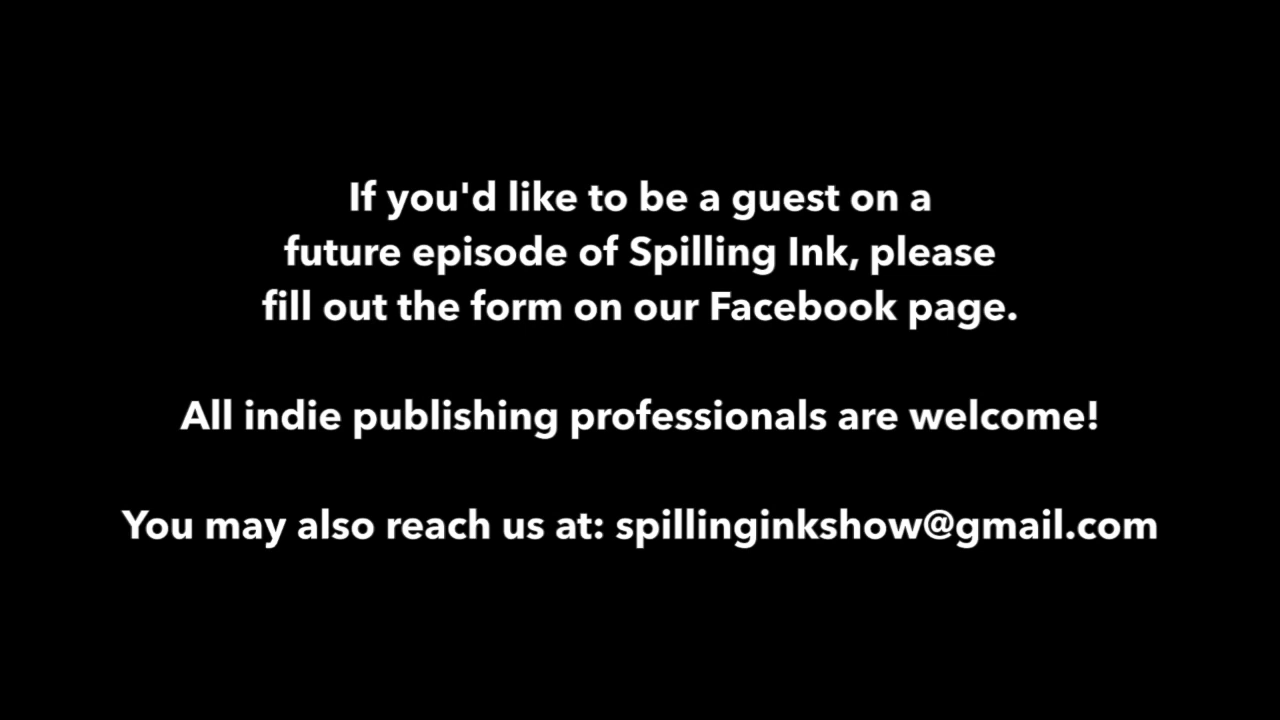 If you'd like to be a guest on a
future episode of Spilling Ink, please
fill out the form on our Facebook page.
All indie publishing professionals are welcome!
You may also reach us at: spillinginkshow@gmail.com